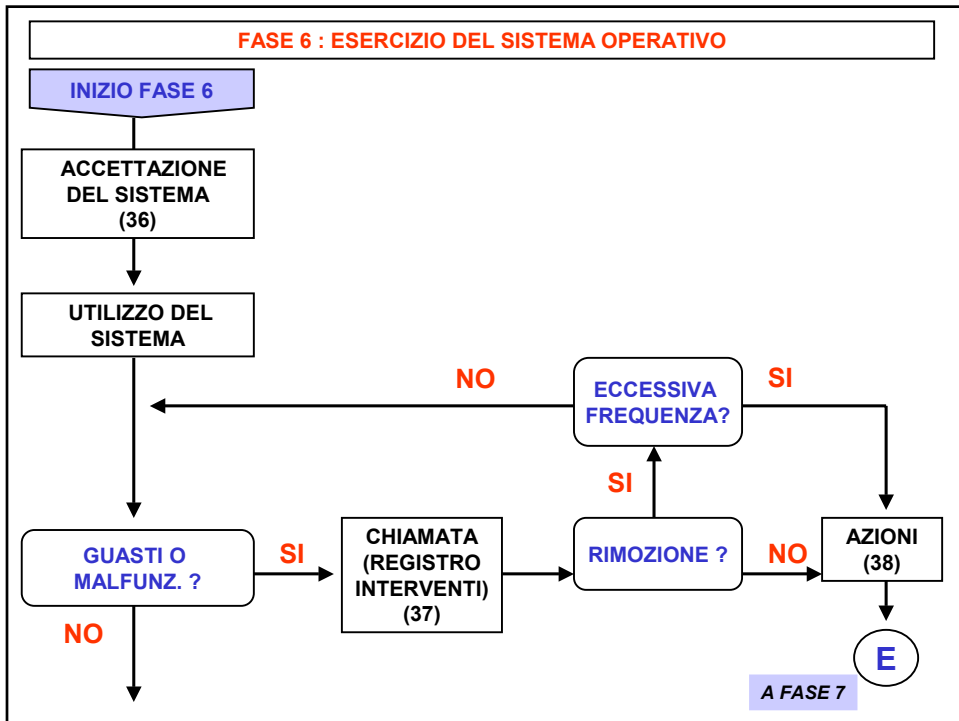 FASE 6 : ESERCIZIO DEL SISTEMA OPERATIVO
INIZIO FASE 6
ACCETTAZIONE
DEL SISTEMA
(36)
UTILIZZO DEL
SISTEMA
NO
ECCESSIVA
FREQUENZA?
SI
SI
GUASTI O
MALFUNZ. ?
SI
CHIAMATA
(REGISTRO
INTERVENTI)
(37)
RIMOZIONE ?
NO
AZIONI
(38)
NO
E
A FASE 7